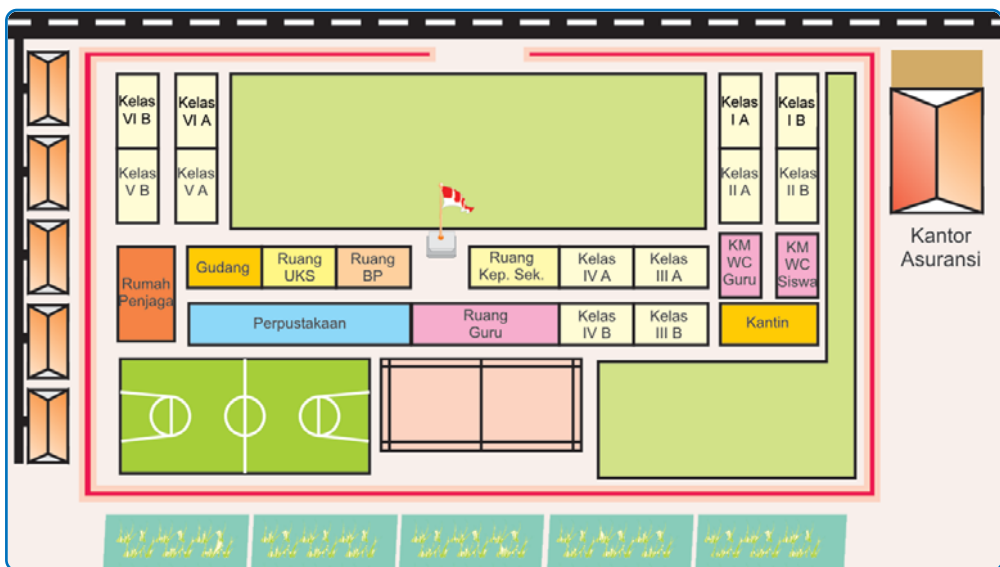 Kelas
VI B
Kelas
VI A
Kelas
I A
Kelas
I B
Kelas
V B
Kelas
V A
Kelas
II A
Kelas
II B
Kantor
Asuransi
Rumah
Penjaga
Gudang
Ruang
UKS
Ruang
BP
Ruang
Kep. Sek.
Kelas
IV A
Kelas
III A
KM
WC
Guru
KM
WC
Siswa
Perpustakaan
Ruang
Guru
Kelas
IV B
Kelas
III B
Kantin